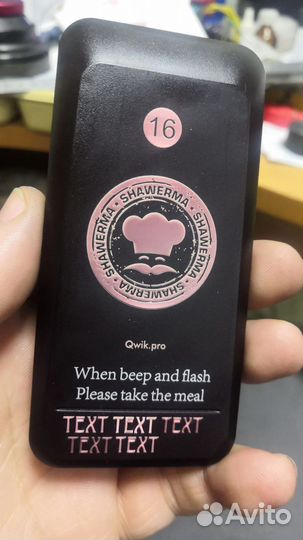 16
SHAWERMA • SHAWERMA • SHAWERMA • SHAWERMA •
Qwik.pro
When beep and flash
Please take the meal
TEXT TEXT TEXT
TEXT TEXT
Avito